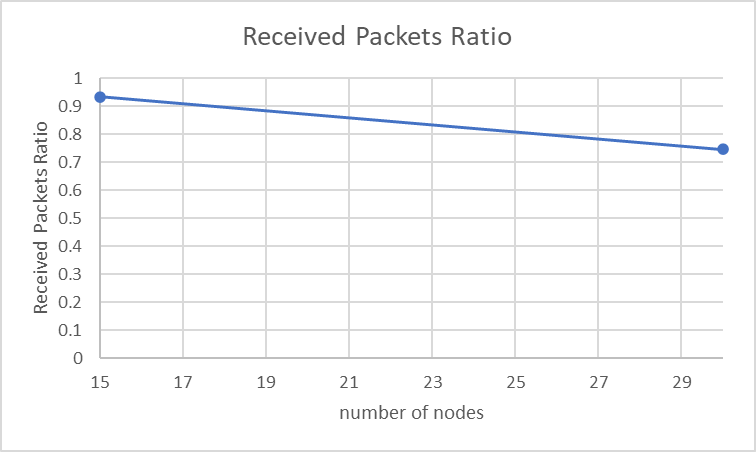 Received Packets Ratio
Received Packets Ratio
1
0.9
0.8
0.7
0.6
0.5
0.4
0.3
0.2
0.1
0
15 17 19 21 23 25 27 29
number of nodes